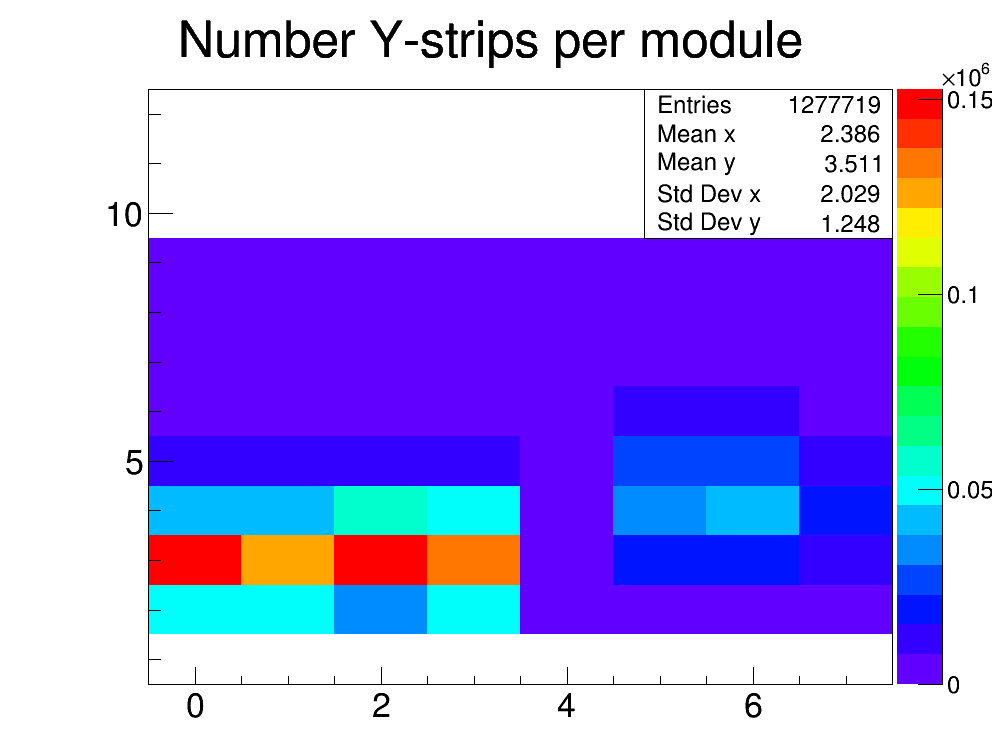 Number Y-strips per module
×10⁶
Entries 1277719
Mean x 2.386
Mean y 3.511
Std Dev x 2.029
Std Dev y 1.248
0.15
0.1
0.05
0
10
5
0 2 4 6